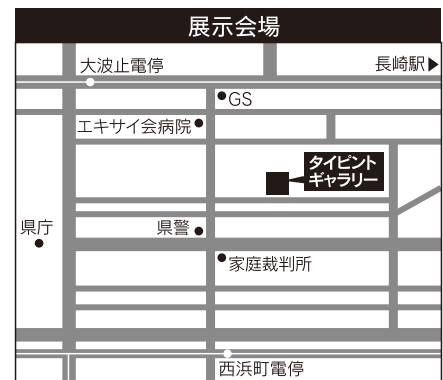 展示会場
大波止電停
長崎駅▶
GS
エキサイ会病院
タイピント
ギャラリー
県庁
県警
家庭裁判所
西浜町電停